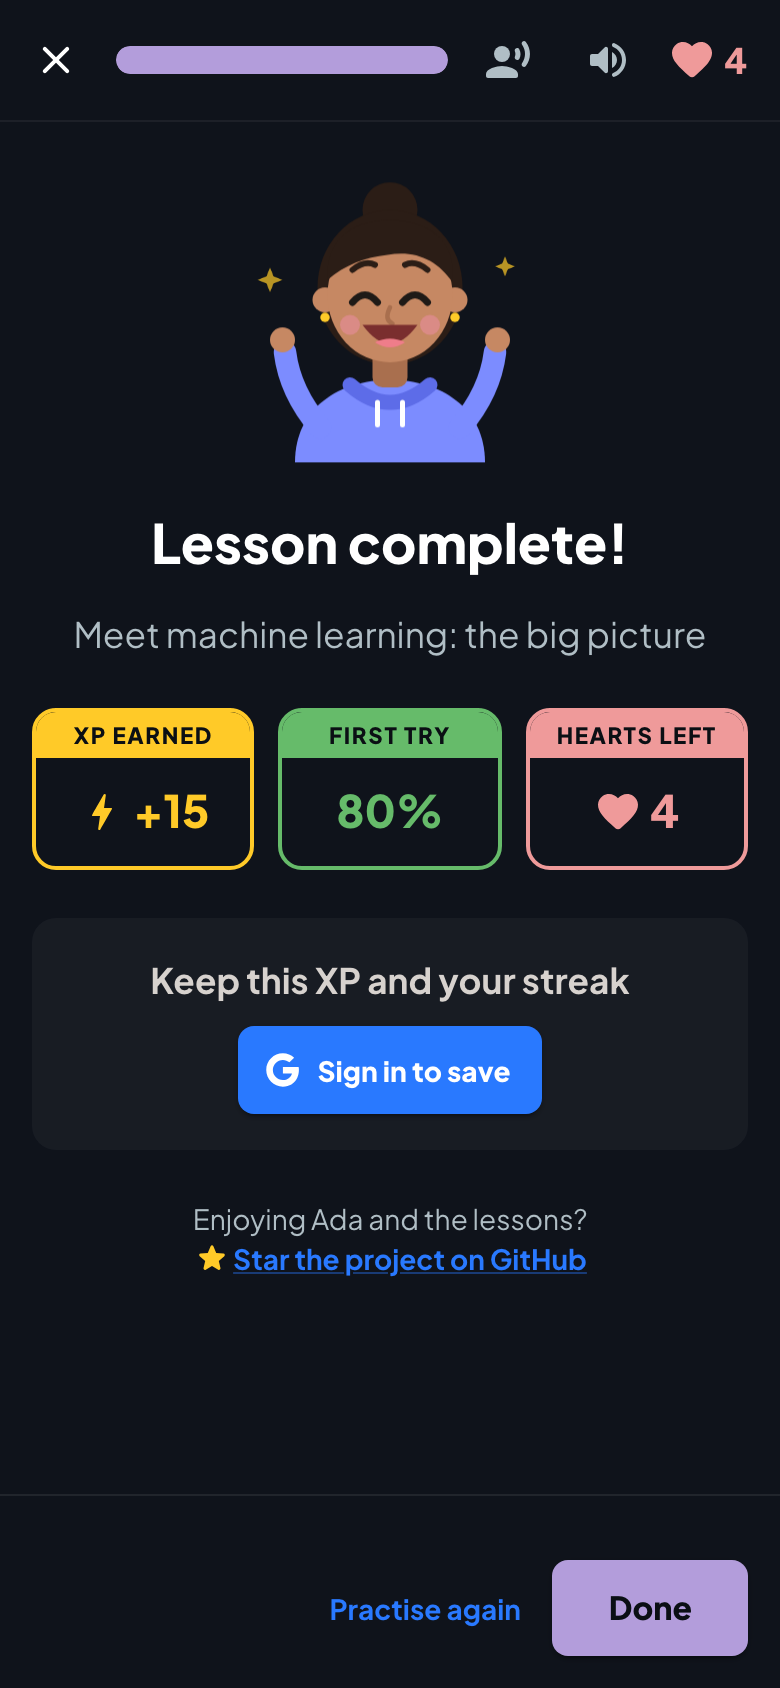 4
Lesson complete!
Meet machine learning: the big picture
XP EARNED
+15
FIRST TRY
80%
HEARTS LEFT
4
Keep this XP and your streak
G Sign in to save
Enjoying Ada and the lessons?
Star the project on GitHub
Practise again
Done